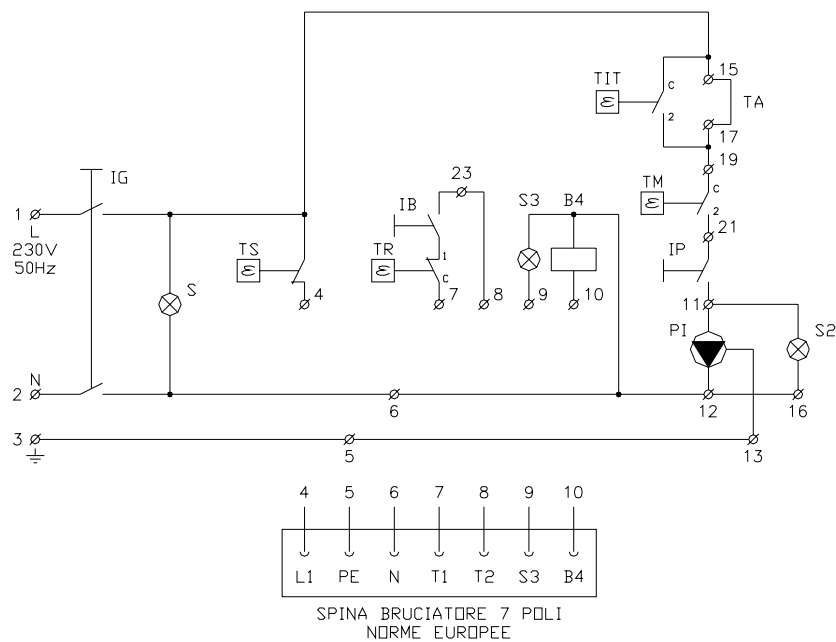 15
TIT
C
2
TA
17
19
TM
C
2
21
IP
IG
1
L
230V
50Hz
S
TS
4
23
IB
1
TR
C
7
8
S3
B4
9
10
11
PI
S2
N
2
6
12
16
3
5
13
4 5 6 7 8 9 10
L1 PE N T1 T2 S3 B4
SPINA BRUCIATORE 7 POLI
NORME EUROPEE